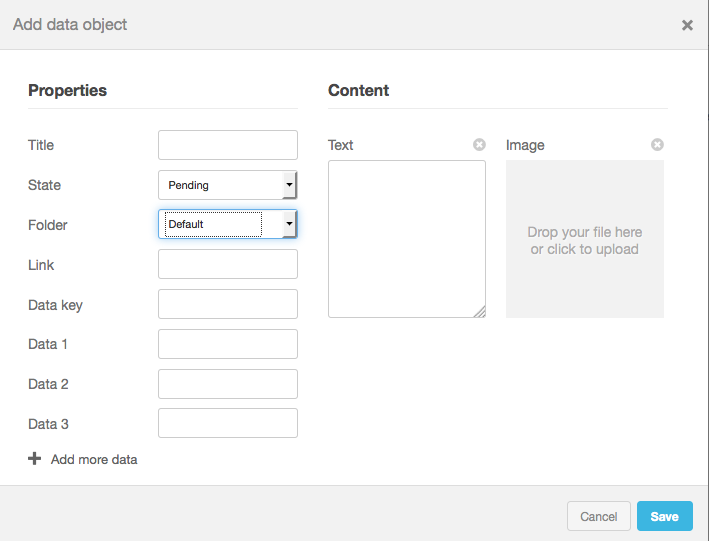 Add data object
Properties
Content
Title
Text
Image
State
Pending
Folder
Default
Drop your file here
or click to upload
Link
Data key
Data 1
Data 2
Data 3
Add more data
Cancel
Save